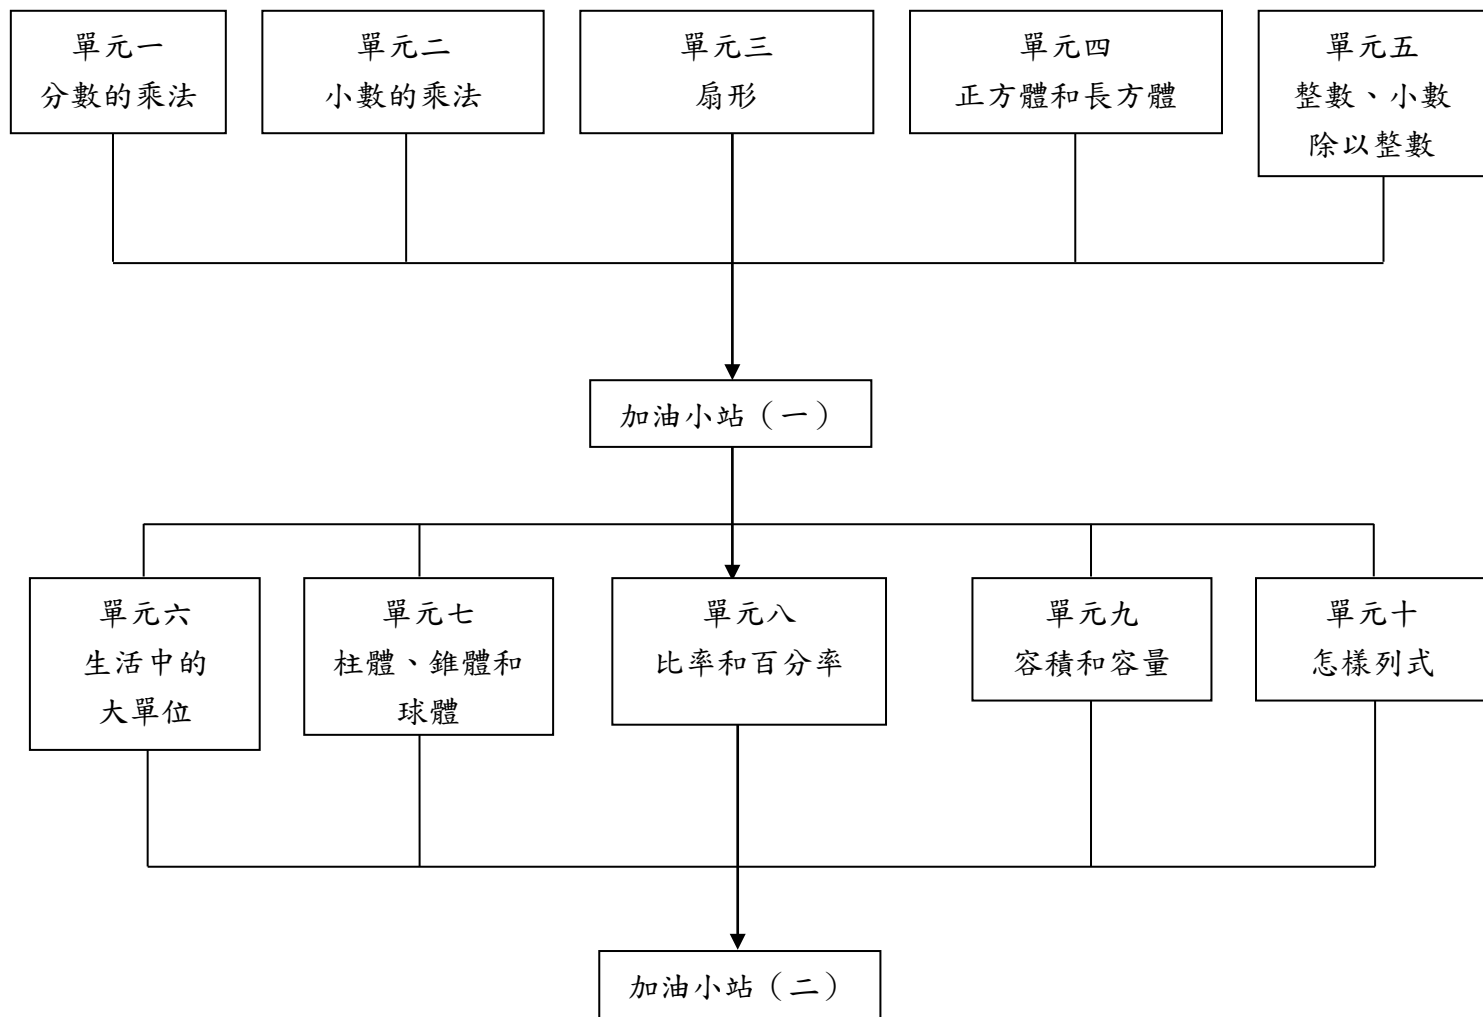 單元一
分數的乘法
單元二
小數的乘法
單元三
扇形
單元四
正方體和長方體
單元五
整數、小數
除以整數
加油小站（一）
單元六
生活中的
大單位
單元七
柱體、錐體和
球體
單元八
比率和百分率
單元九
容積和容量
單元十
怎樣列式
加油小站（二）